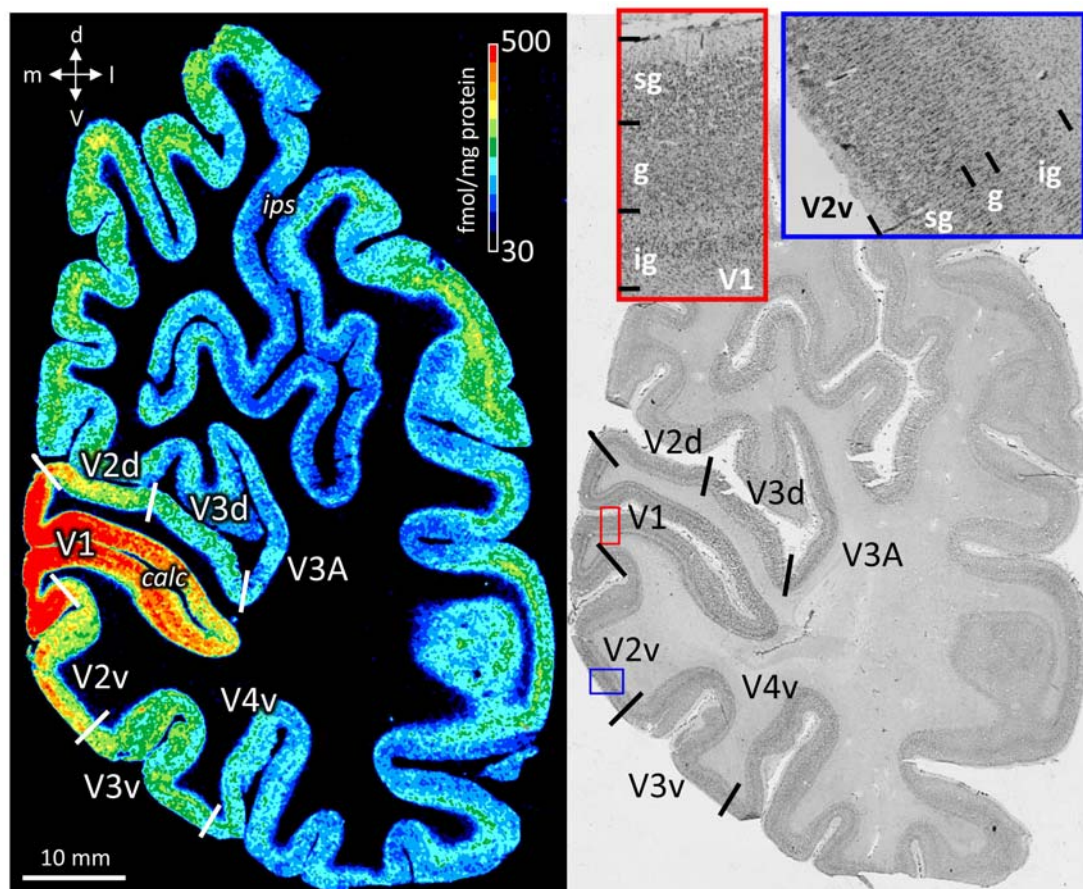 d
m l
v
500
fmol/mg protein
30
ips
V2d
V3d
V1
calc
V3A
V2v
V4v
V3v
10 mm
sg
g
ig
V1
V2v
sg
g
ig
V2d
V3d
V1
V3A
V2v
V4v
V3v